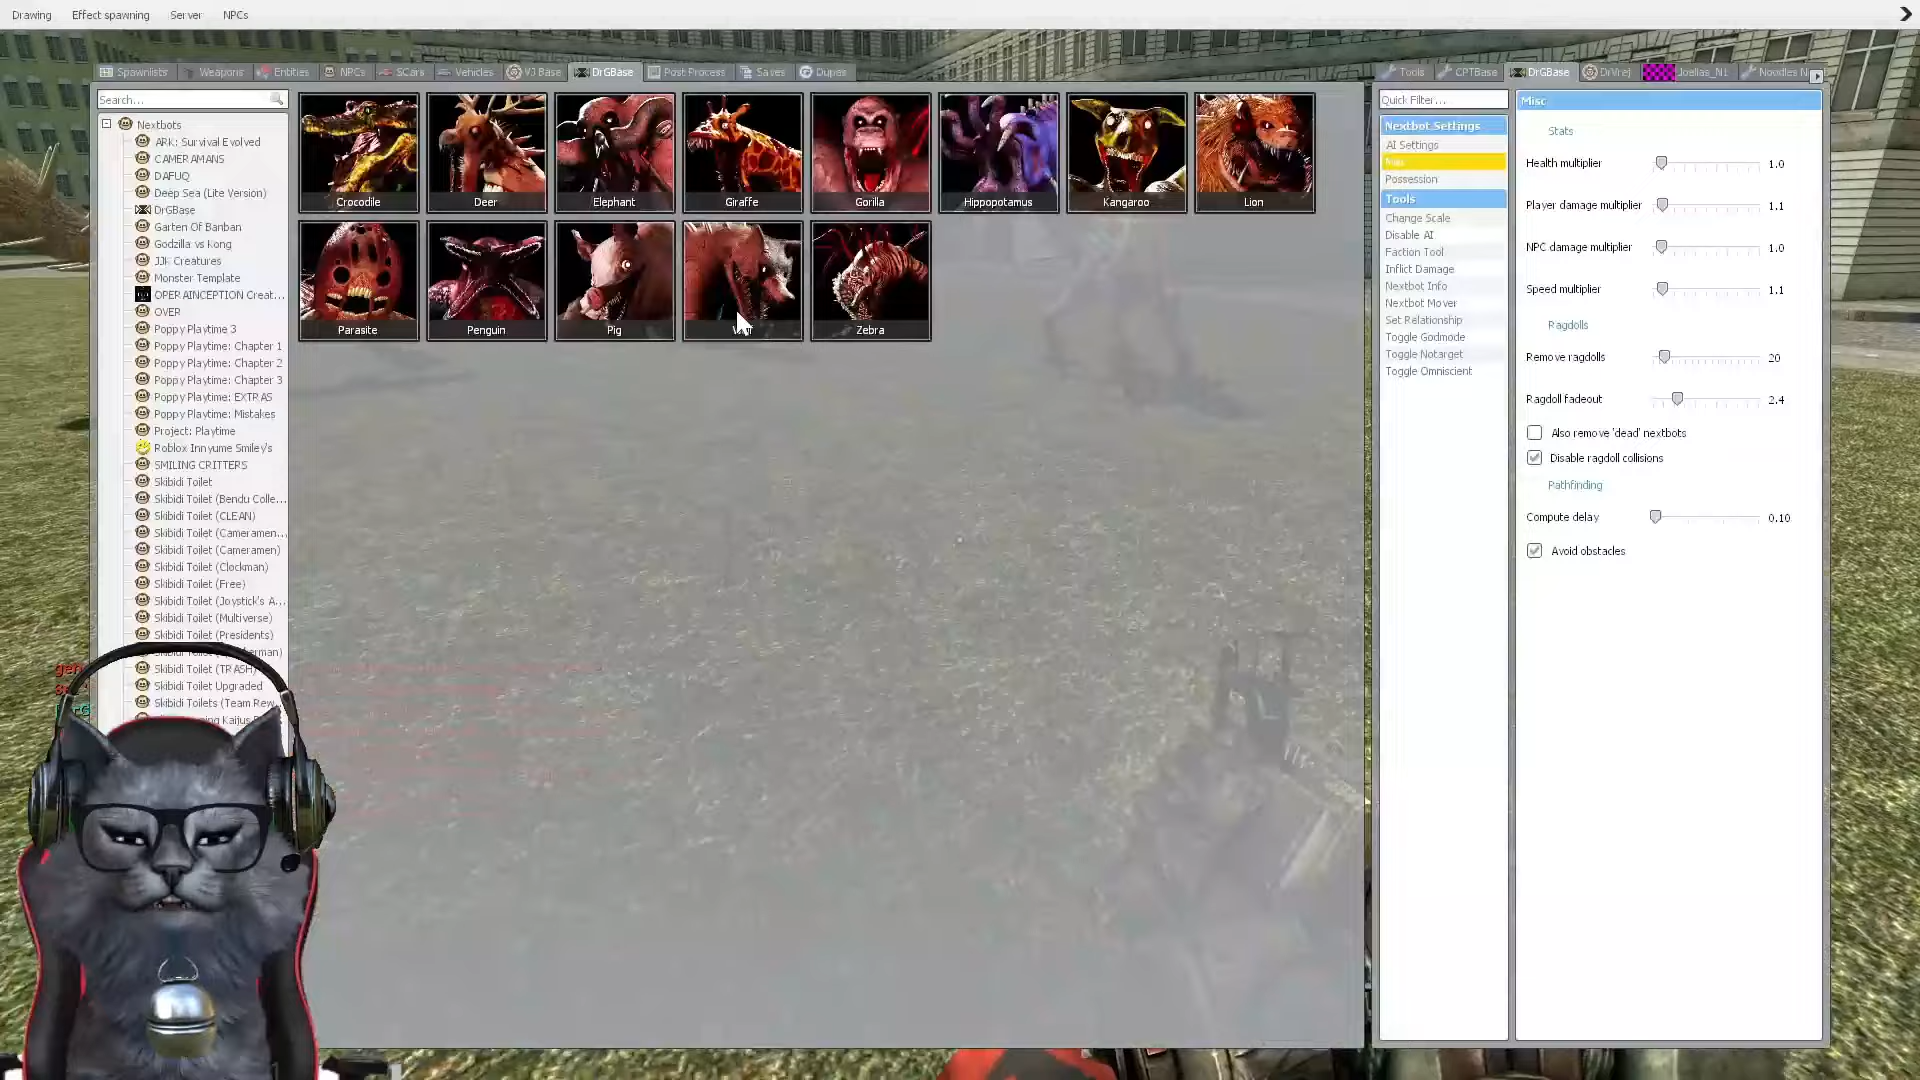 Drawing Effect spawning Server NPCs
Spawnlists Weapons Entities NPCs SCars Vehicles VJ Base DrGBase Post Process Saves Dupes
Search...
Nextbots
ARK: Survival Evolved
CAMERAMANS
DAFUQ
Deep Sea (Lite Version)
DrGBase
Garten Of Banban
Godzilla vs Kong
JJK Creatures
Monster Template
OPERAINCEPTION Creat...
OVER
Poppy Playtime 3
Poppy Playtime: Chapter 1
Poppy Playtime: Chapter 2
Poppy Playtime: Chapter 3
Poppy Playtime: EXTRAS
Poppy Playtime: Mistakes
Project: Playtime
Roblox Innyume Smiley's
SMILING CRITTERS
Skibidi Toilet
Skibidi Toilet (Bendu Colle...
Skibidi Toilet (CLEAN)
Skibidi Toilet (Cameramen...
Skibidi Toilet (Cameramen)
Skibidi Toilet (Clockman)
Skibidi Toilet (Free)
Skibidi Toilet (Joystick's A...
Skibidi Toilet (Multiverse)
Skibidi Toilet (Presidents)
Skibidi Toilet (TRASH)
Skibidi Toilet Upgraded
Skibidi Toilets (Team Rew...
Kaijus
Crocodile Deer Elephant Giraffe Gorilla Hippopotamus Kangaroo Lion
Parasite Penguin Pig Zebra
Tools CPTBase DrGBase DrVrej Joellas_N1 Noodles N
Quick Filter...
Nextbot Settings
AI Settings
Misc
Possession
Tools
Change Scale
Disable AI
Faction Tool
Inflict Damage
Nextbot Info
Nextbot Mover
Set Relationship
Toggle Godmode
Toggle Notarget
Toggle Omniscient
Misc
Stats
Health multiplier 1.0
Player damage multiplier 1.1
NPC damage multiplier 1.0
Speed multiplier 1.1
Ragdolls
Remove ragdolls 20
Ragdoll fadeout 2.4
Also remove 'dead' nextbots
Disable ragdoll collisions
Pathfinding
Compute delay 0.10
Avoid obstacles